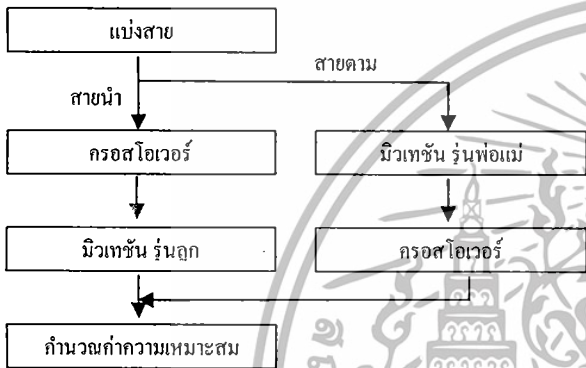 แบ่งสาย
สายตาม
สายนำ
ครอสโอเวอร์
มิวเทชัน รุ่นพ่อแม่
มิวเทชัน รุ่นลูก
ครอสโอเวอร์
คำนวณค่าความเหมาะสม